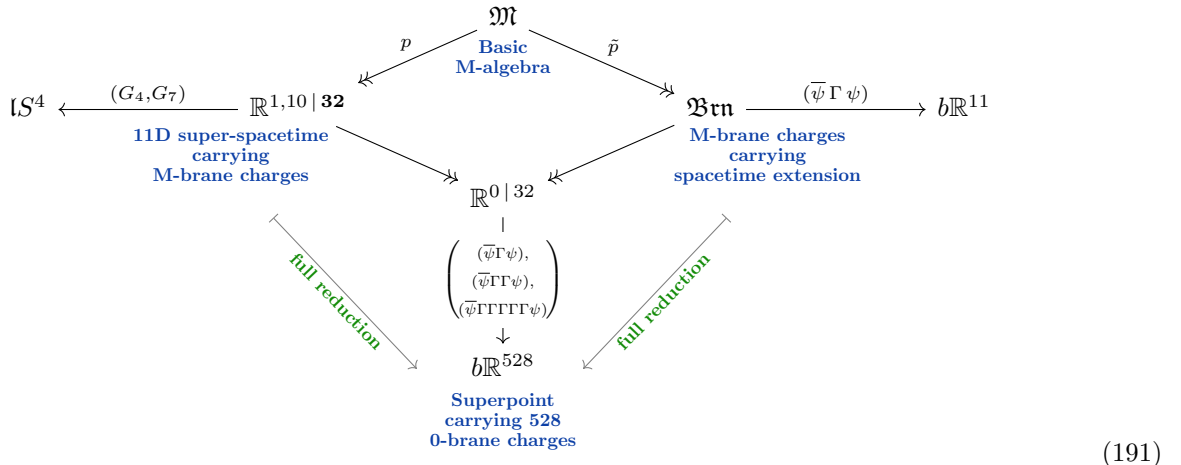 𝔐
Basic
M-algebra
p
p̃
𝔩S⁴
(G₄,G₇)
ℝ^{1,10 | 𝟑𝟐}
𝔅𝔯𝔫
(ψ̅ Γ ψ)
bℝ¹¹
11D super-spacetime
carrying
M-brane charges
M-brane charges
carrying
spacetime extension
ℝ^{0 | 32}
(ψ̅Γψ),
(ψ̅ΓΓψ),
(ψ̅ΓΓΓΓΓψ)
full reduction
full reduction
bℝ⁵²⁸
Superpoint
carrying 528
0-brane charges
(191)